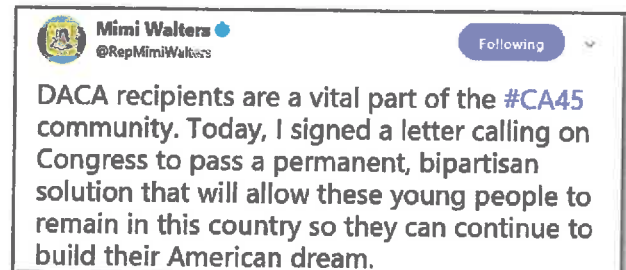 Mimi Walters
@RepMimiWalters
Following
DACA recipients are a vital part of the #CA45
community. Today, I signed a letter calling on
Congress to pass a permanent, bipartisan
solution that will allow these young people to
remain in this country so they can continue to
build their American dream.